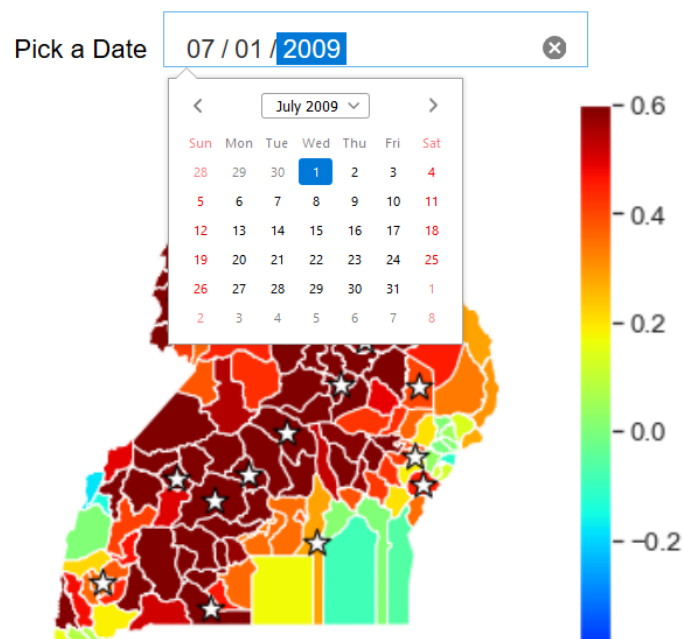 Pick a Date 07 / 01 / 2009
July 2009
Sun Mon Tue Wed Thu Fri Sat
28 29 30 1 2 3 4
5 6 7 8 9 10 11
12 13 14 15 16 17 18
19 20 21 22 23 24 25
26 27 28 29 30 31 1
2 3 4 5 6 7 8
0.6
0.4
0.2
0.0
-0.2